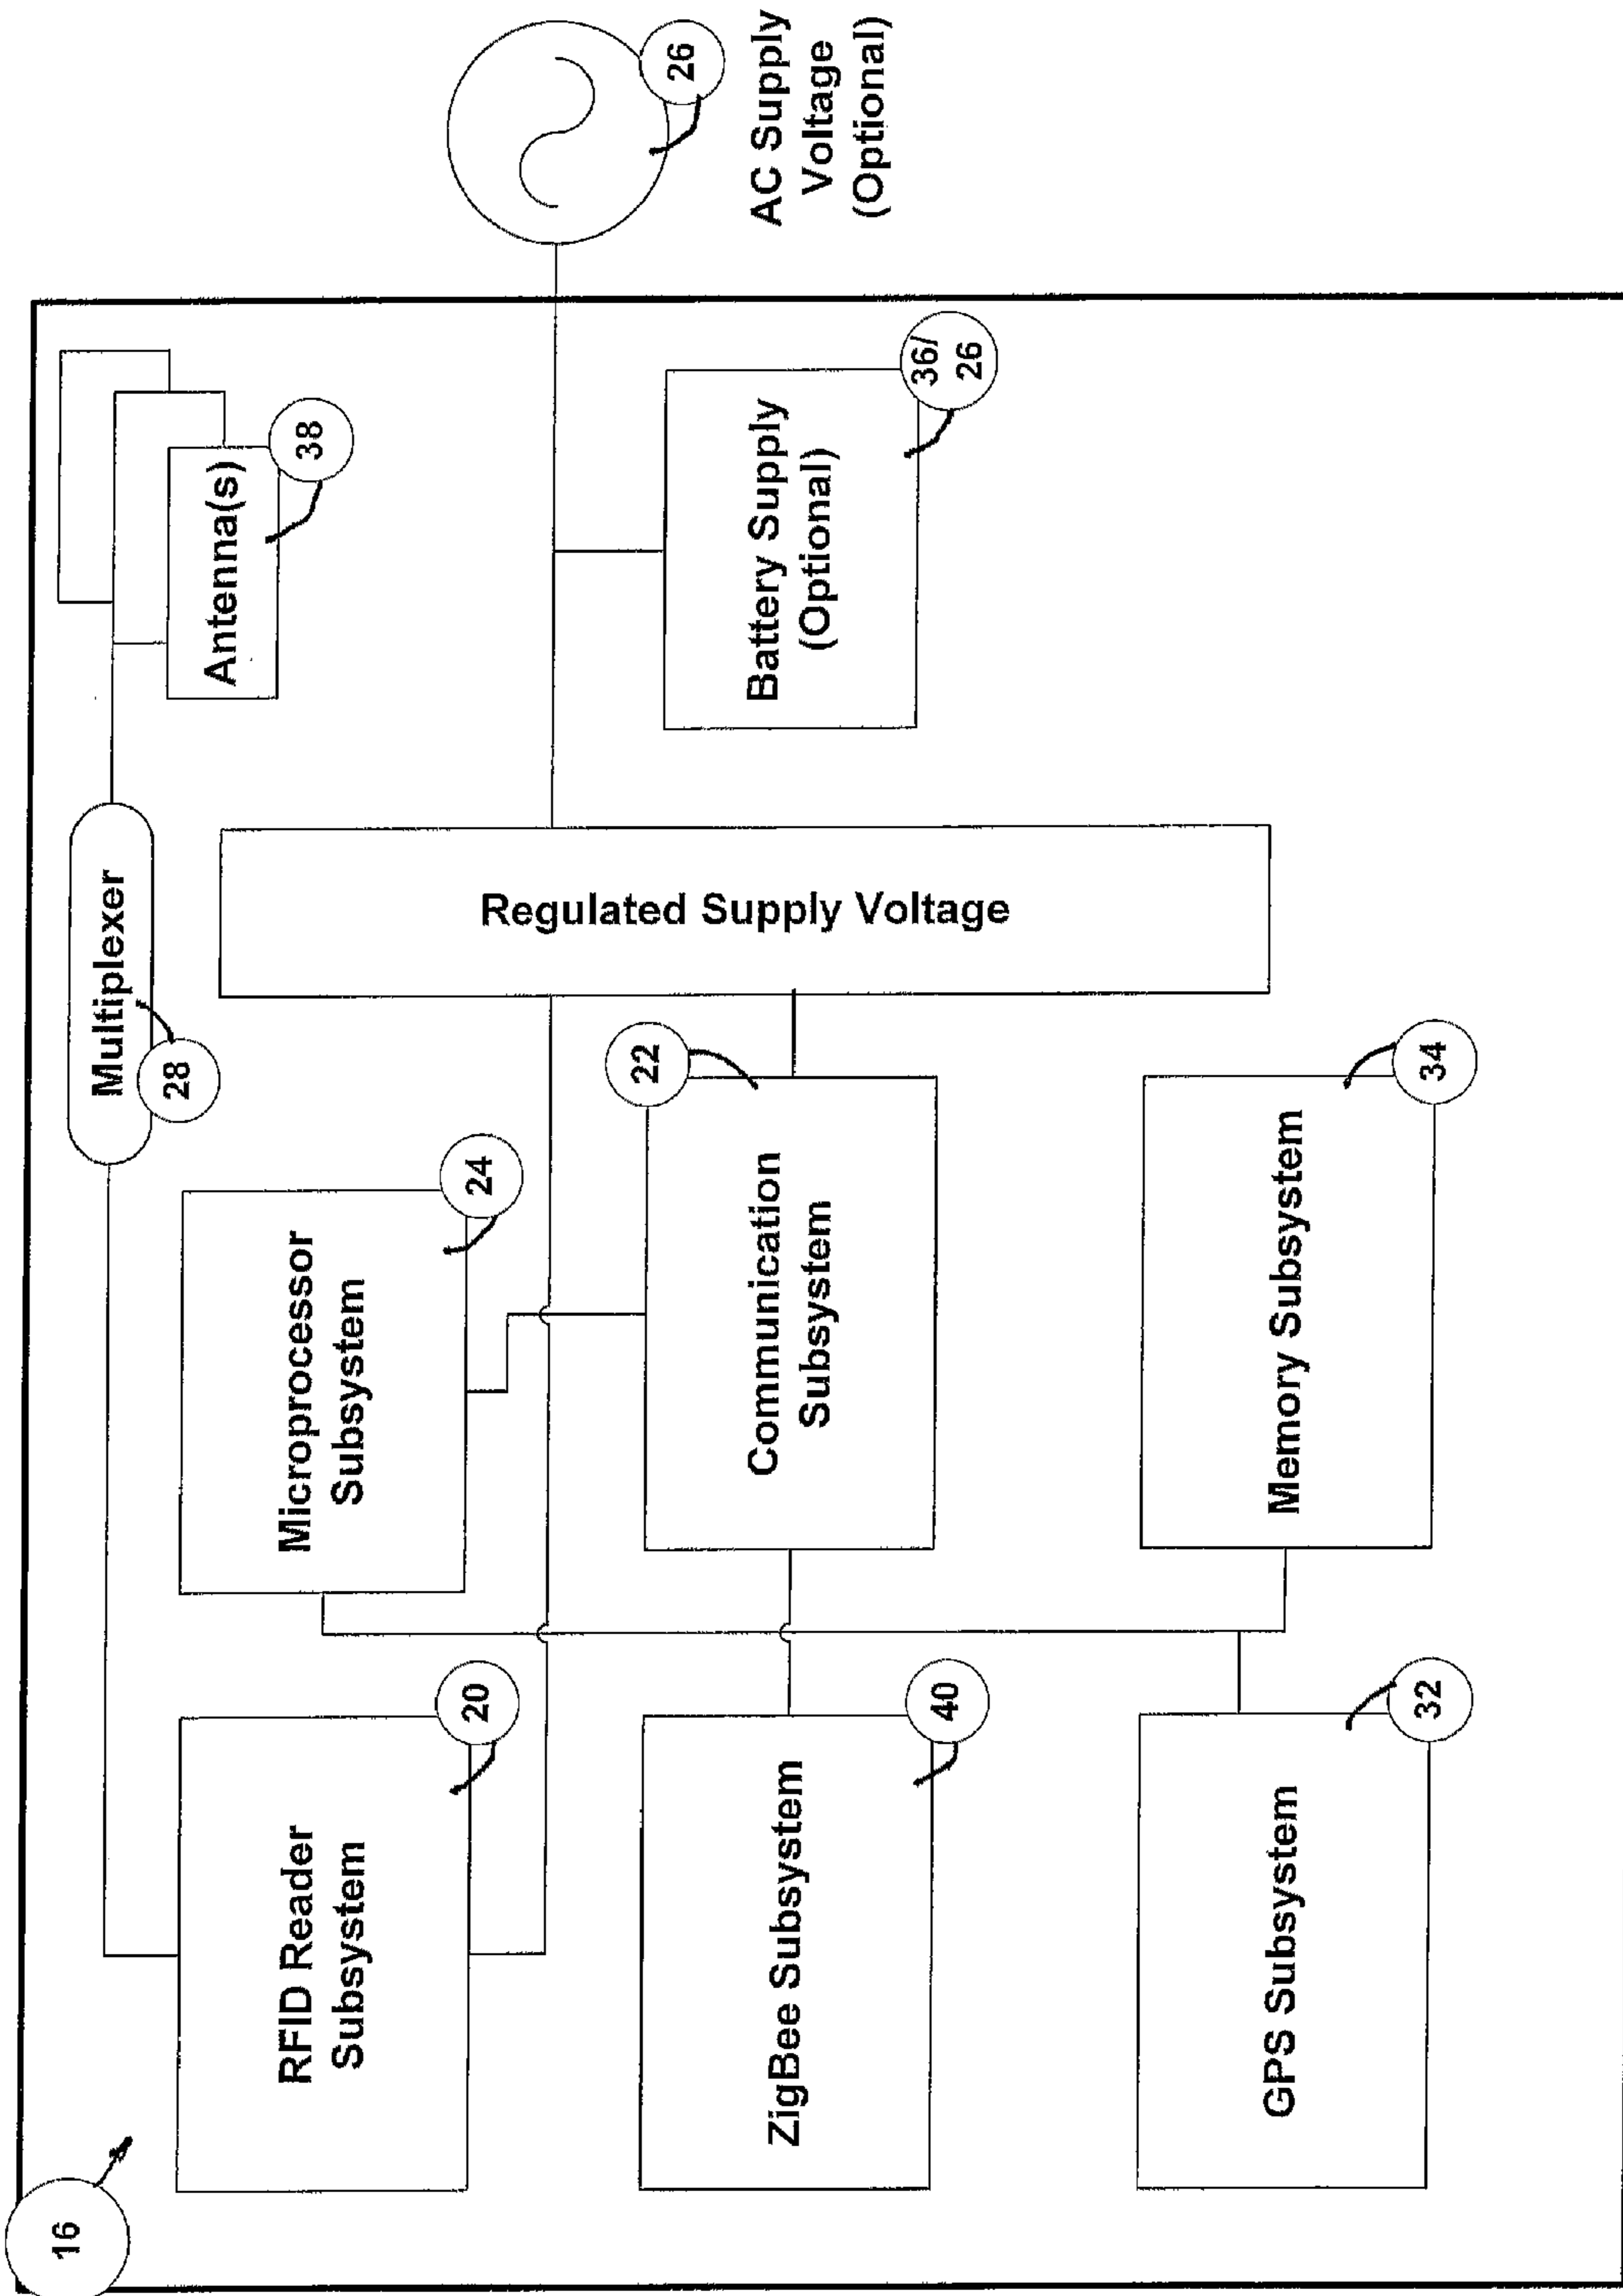 16
RFID Reader
Subsystem
20
Microprocessor
Subsystem
24
Multiplexer
28
Antenna(s)
38
ZigBee Subsystem
40
Communication
Subsystem
22
Regulated Supply Voltage
Battery Supply
(Optional)
36/
26
26
AC Supply
Voltage
(Optional)
GPS Subsystem
32
Memory Subsystem
34